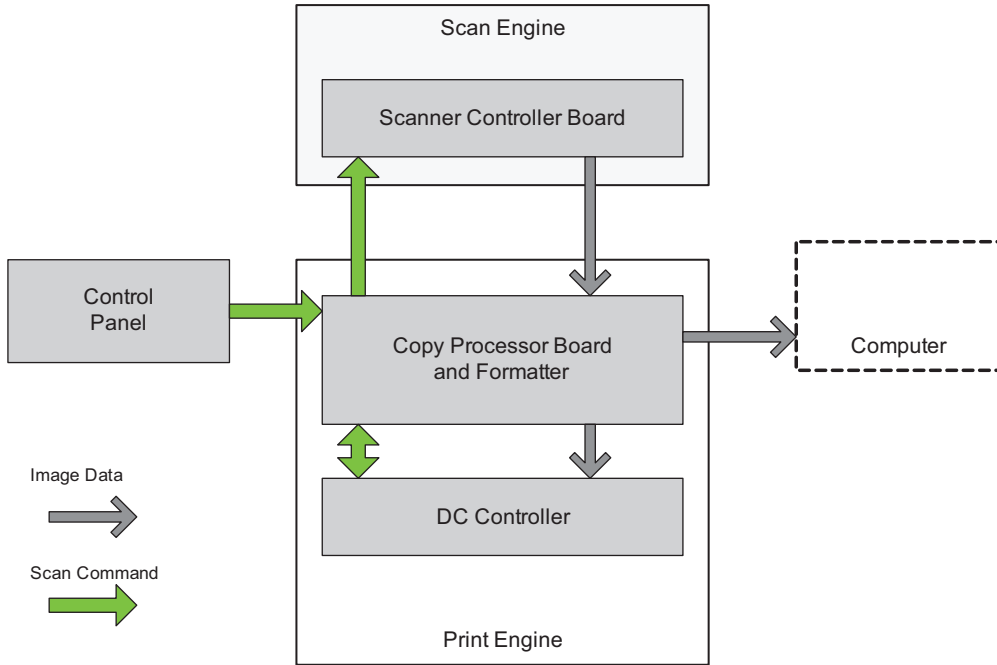 Scan Engine
Scanner Controller Board
Control
Panel
Copy Processor Board
and Formatter
Computer
Image Data
DC Controller
Scan Command
Print Engine